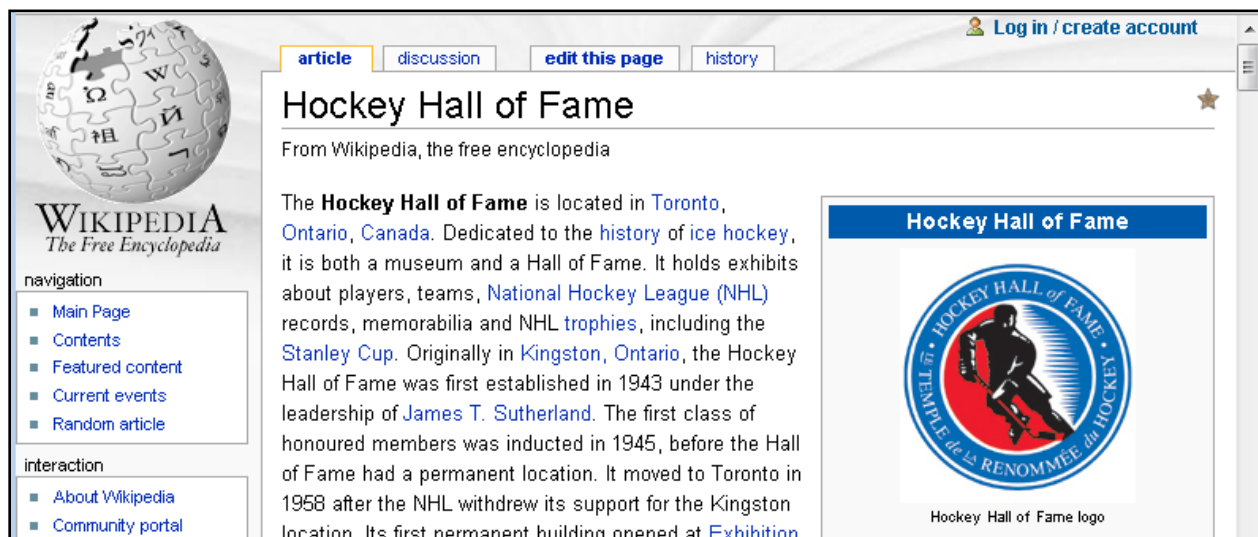 Log in / create account
article
discussion
edit this page
history
Hockey Hall of Fame
From Wikipedia, the free encyclopedia
WIKIPEDIA
The Free Encyclopedia
navigation
Main Page
Contents
Featured content
Current events
Random article
interaction
About Wikipedia
Community portal
The Hockey Hall of Fame is located in Toronto,
Ontario, Canada. Dedicated to the history of ice hockey,
it is both a museum and a Hall of Fame. It holds exhibits
about players, teams, National Hockey League (NHL)
records, memorabilia and NHL trophies, including the
Stanley Cup. Originally in Kingston, Ontario, the Hockey
Hall of Fame was first established in 1943 under the
leadership of James T. Sutherland. The first class of
honoured members was inducted in 1945, before the Hall
of Fame had a permanent location. It moved to Toronto in
1958 after the NHL withdrew its support for the Kingston
location. Its first permanent building opened at Exhibition
Hockey Hall of Fame
HOCKEY HALL of FAME
LE TEMPLE de LA RENOMMÉE du HOCKEY
Hockey Hall of Fame logo